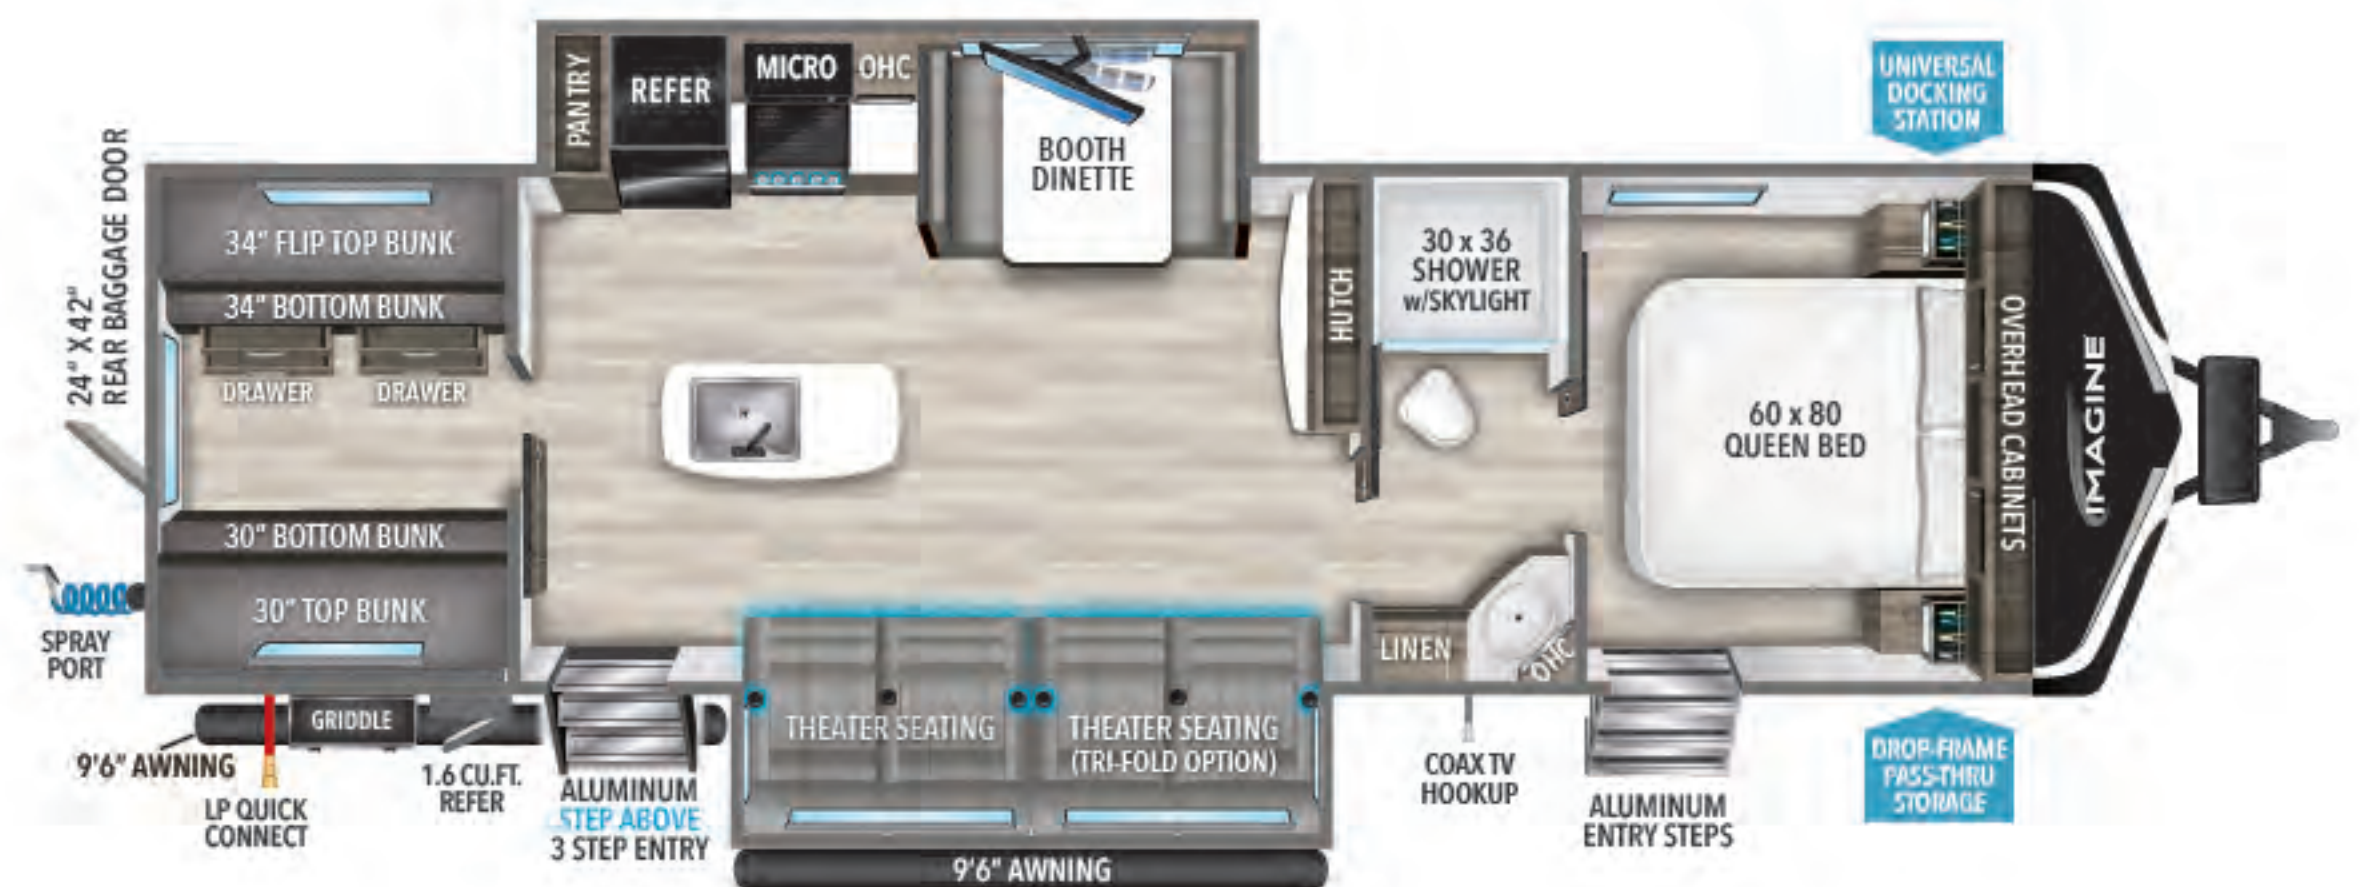 PANTRY
REFER
MICRO
OHC
BOOTH
DINETTE
UNIVERSAL
DOCKING
STATION
24" X 42"
REAR BAGGAGE DOOR
34" FLIP TOP BUNK
34" BOTTOM BUNK
DRAWER
DRAWER
HUTCH
30 x 36
SHOWER
w/SKYLIGHT
60 x 80
QUEEN BED
OVERHEAD CABINETS
IMAGINE
30" BOTTOM BUNK
30" TOP BUNK
SPRAY
PORT
LINEN
OHC
GRIDDLE
9'6" AWNING
LP QUICK
CONNECT
1.6 CU.FT.
REFER
ALUMINUM
STEP ABOVE
3 STEP ENTRY
THEATER SEATING
THEATER SEATING
(TRI-FOLD OPTION)
9'6" AWNING
COAX TV
HOOKUP
ALUMINUM
ENTRY STEPS
DROP-FRAME
PASS-THRU
STORAGE